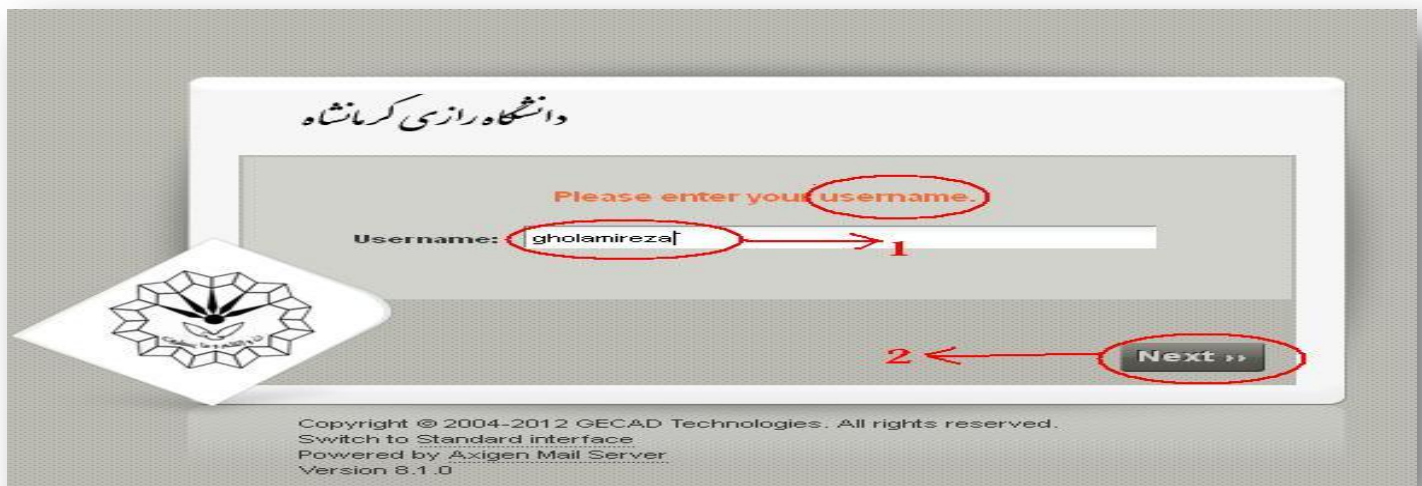 دانشگاه رازی کرمانشاه
Please enter your username.
Username: gholamireza
1
2
Next ››
Copyright © 2004-2012 GECAD Technologies. All rights reserved.
Switch to Standard interface
Powered by Axigen Mail Server
Version 8.1.0